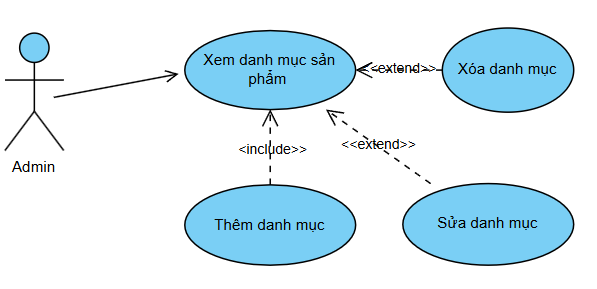 Xem danh mục sản
phẩm
<<extend>>
Xóa danh mục
Admin
<include>>
<<extend>>
Thêm danh mục
Sửa danh mục